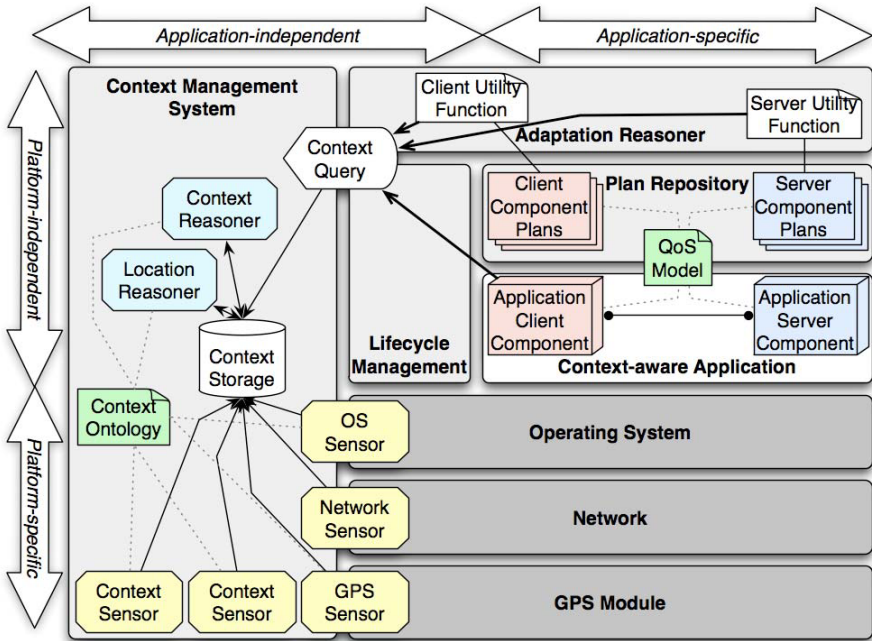 Application-independent
Application-specific
Platform-independent
Platform-specific
Context Management
System
Client Utility
Function
Server Utility
Function
Adaptation Reasoner
Context
Query
Context
Reasoner
Location
Reasoner
Context
Storage
Context
Ontology
Client
Component
Plans
Plan Repository
Server
Component
Plans
QoS
Model
Application
Client
Component
Application
Server
Component
Lifecycle
Management
Context-aware Application
OS
Sensor
Operating System
Network
Sensor
Network
Context
Sensor
Context
Sensor
GPS
Sensor
GPS Module